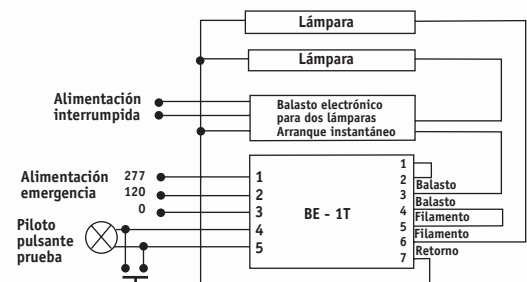 Lámpara
Lámpara
Alimentación
interrumpida
Balasto electrónico
para dos lámparas
Arranque instantáneo
Alimentación
emergencia
277
120
0
Piloto
pulsante
prueba
1
2
3
4
5
BE - 1T
1
2
3
4
5
6
7
Balasto
Balasto
Filamento
Filamento
Retorno